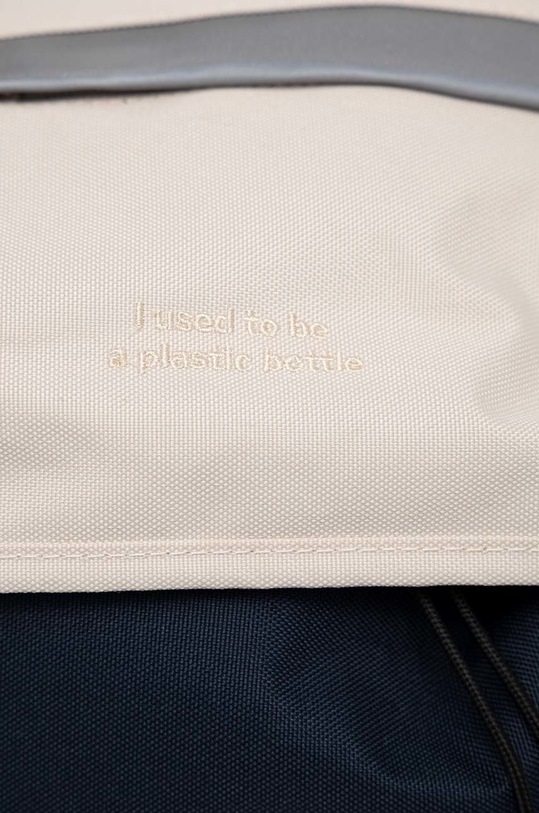 I used to be
a plastic bottle